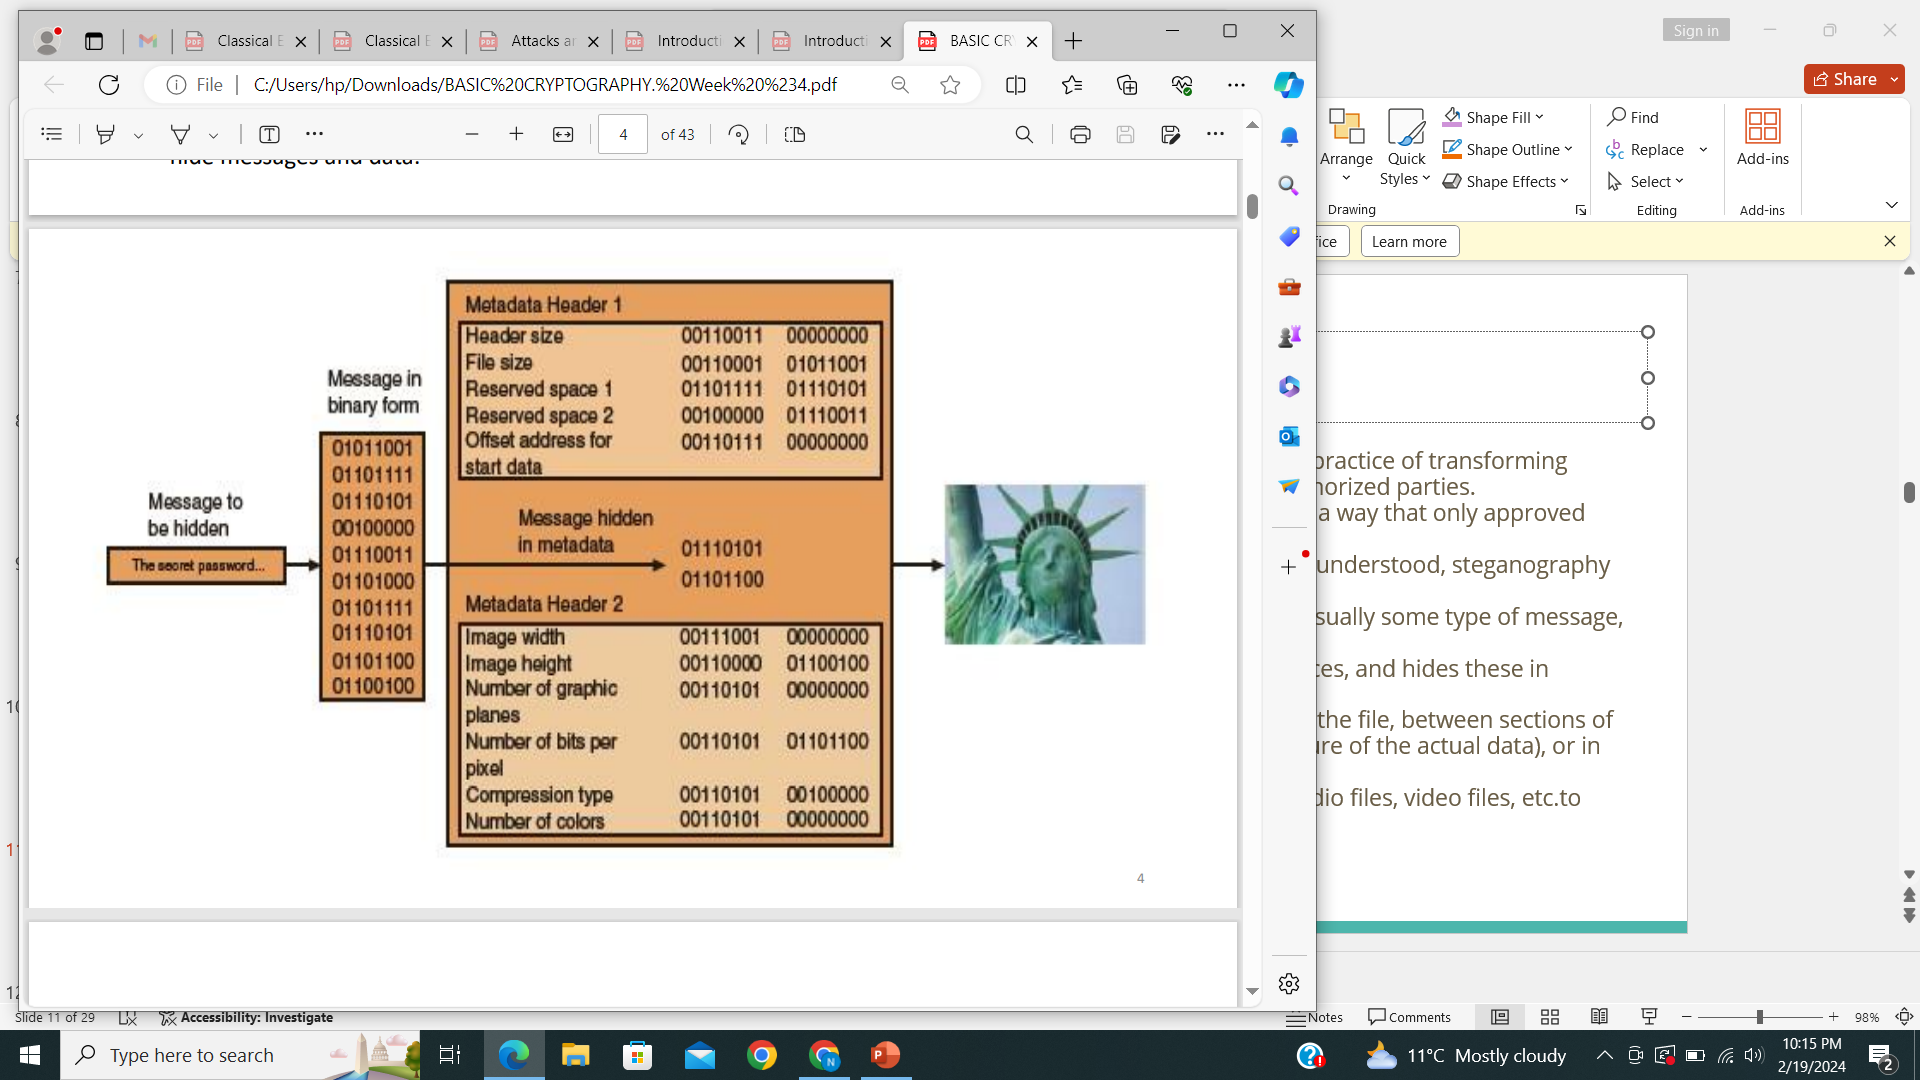 Classical E
Classical E
Attacks ar
Introducti
Introducti
BASIC CR
Sign in
File
C:/Users/hp/Downloads/BASIC%20CRYPTOGRAPHY.%20Week%20%234.pdf
Share
4 of 43
Arrange
Quick
Styles
Shape Fill
Shape Outline
Shape Effects
Drawing
Find
Replace
Select
Editing
Add-ins
Add-ins
hide messages and data.
Learn more
Metadata Header 1
Header size 00110011 00000000
File size 00110001 01011001
Reserved space 1 01101111 01110101
Reserved space 2 00100000 01110011
Offset address for 00110111 00000000
start data
Message in
binary form
01011001
01101111
01110101
00100000
01110011
01101000
01101111
01110101
01101100
01100100
Message to
be hidden
The secret password...
Message hidden
in metadata
01110101
01101100
Metadata Header 2
Image width 00111001 00000000
Image height 00110000 01100100
Number of graphic 00110101 00000000
planes
Number of bits per 00110101 01101100
pixel
Compression type 00110101 00100000
Number of colors 00110101 00000000
4
practice of transforming
parties.
a way that only approved
understood, steganography
some type of message,
and hides these in
the file, between sections of
of the actual data), or in
files, video files, etc.to
10
11
12
Slide 11 of 29
Accessibility: Investigate
Notes
Comments
98%
Type here to search
11°C Mostly cloudy
10:15 PM
2/19/2024
2